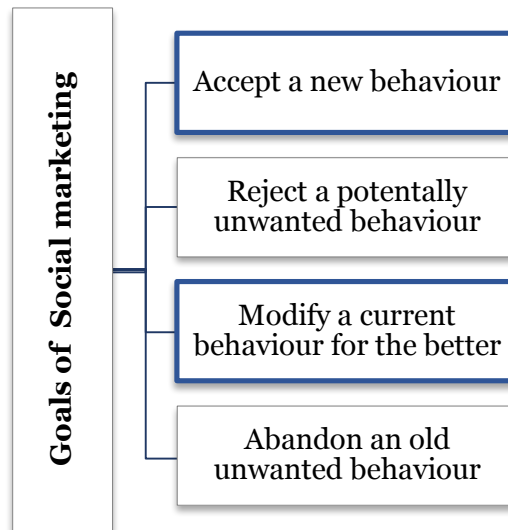 Goals of Social marketing
Accept a new behaviour
Reject a potentially
unwanted behaviour
Modify a current
behaviour for the better
Abandon an old
unwanted behaviour